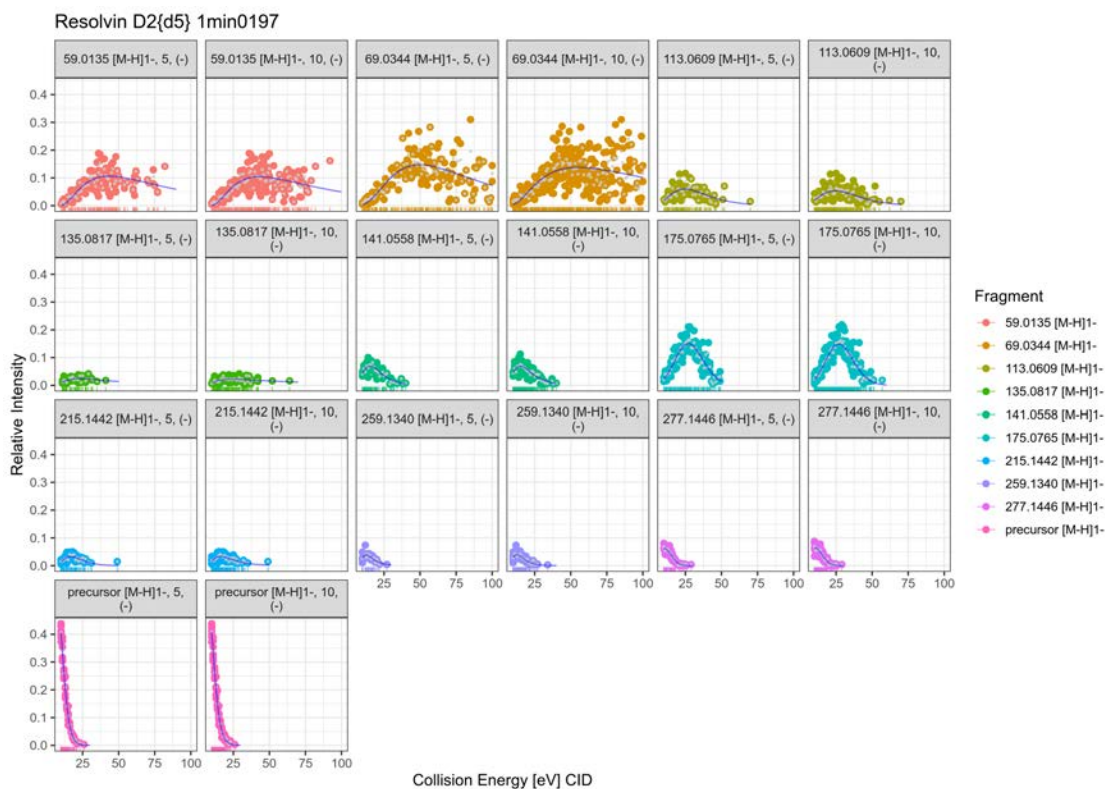 Resolvin D2{d5} 1min0197
59.0135 [M-H]1-, 5, (-)
59.0135 [M-H]1-, 10, (-)
69.0344 [M-H]1-, 5, (-)
69.0344 [M-H]1-, 10, (-)
113.0609 [M-H]1-, 5, (-)
113.0609 [M-H]1-, 10,
(-)
0.4
0.3
0.2
0.1
0.0
135.0817 [M-H]1-, 5, (-)
135.0817 [M-H]1-, 10,
(-)
141.0558 [M-H]1-, 5, (-)
141.0558 [M-H]1-, 10,
(-)
175.0765 [M-H]1-, 5, (-)
175.0765 [M-H]1-, 10,
(-)
0.4
0.3
0.2
0.1
0.0
215.1442 [M-H]1-, 5, (-)
215.1442 [M-H]1-, 10,
(-)
259.1340 [M-H]1-, 5, (-)
259.1340 [M-H]1-, 10,
(-)
277.1446 [M-H]1-, 5, (-)
277.1446 [M-H]1-, 10,
(-)
0.4
0.3
0.2
0.1
0.0
25 50 75 100
25 50 75 100
25 50 75 100
25 50 75 100
precursor [M-H]1-, 5,
(-)
precursor [M-H]1-, 10,
(-)
0.4
0.3
0.2
0.1
0.0
25 50 75 100
25 50 75 100
Relative Intensity
Collision Energy [eV] CID
Fragment
59.0135 [M-H]1-
69.0344 [M-H]1-
113.0609 [M-H]1-
135.0817 [M-H]1-
141.0558 [M-H]1-
175.0765 [M-H]1-
215.1442 [M-H]1-
259.1340 [M-H]1-
277.1446 [M-H]1-
precursor [M-H]1-